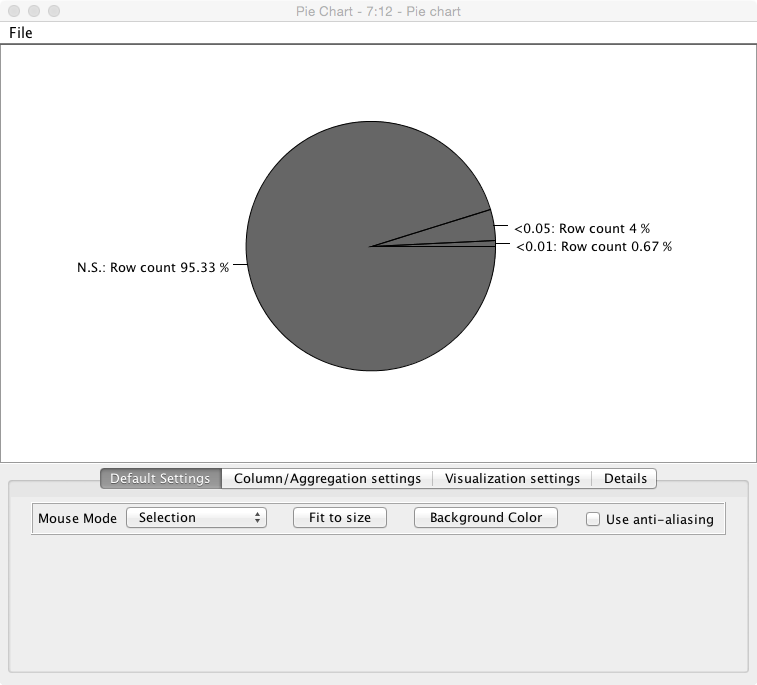 Pie Chart - 7:12 - Pie chart
File
<0.05: Row count 4 %
<0.01: Row count 0.67 %
N.S.: Row count 95.33 %
Default Settings Column/Aggregation settings Visualization settings Details
Mouse Mode Selection Fit to size Background Color Use anti-aliasing